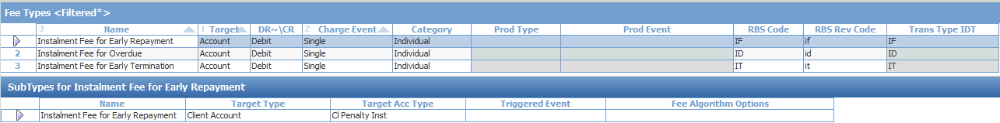 Fee Types <Filtered*>
3 Name 1 Target DR~\CR 2 Charge Event Category Prod Type Prod Event RBS Code RBS Rev Code Trans Type IDT
Instalment Fee for Early Repayment Account Debit Single Individual IF if IF
2 Instalment Fee for Overdue Account Debit Single Individual ID id ID
3 Instalment Fee for Early Termination Account Debit Single Individual IT it IT
SubTypes for Instalment Fee for Early Repayment
Name Target Type Target Acc Type Triggered Event Fee Algorithm Options
Instalment Fee for Early Repayment Client Account Cl Penalty Inst